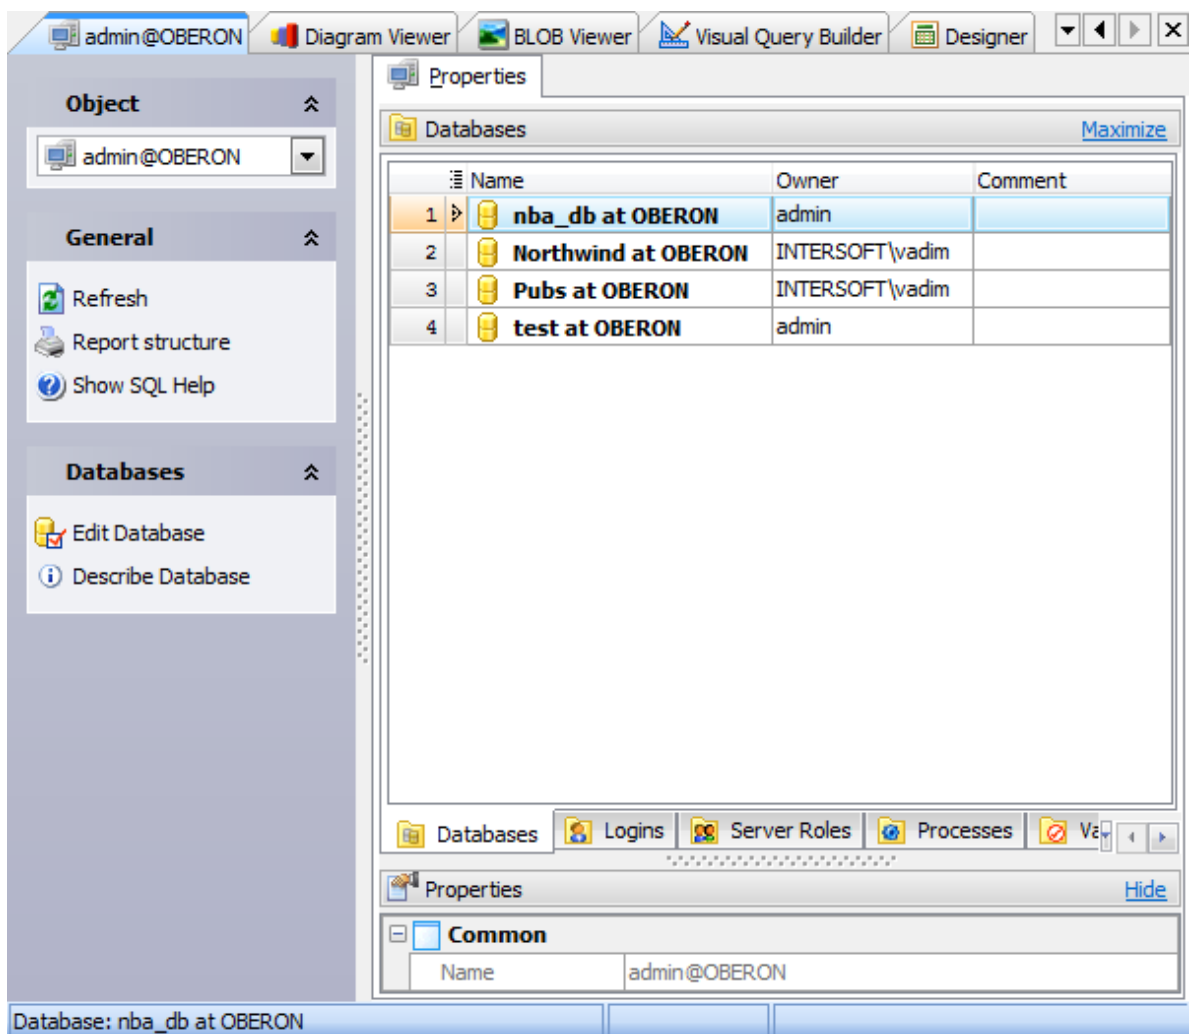 admin@OBERON Diagram Viewer BLOB Viewer Visual Query Builder Designer
Object
admin@OBERON
General
Refresh
Report structure
Show SQL Help
Databases
Edit Database
Describe Database
Properties
Databases Maximize
Name Owner Comment
1 nba_db at OBERON admin
2 Northwind at OBERON INTERSOFT\vadim
3 Pubs at OBERON INTERSOFT\vadim
4 test at OBERON admin
Databases Logins Server Roles Processes
Properties Hide
Common
Name admin@OBERON
Database: nba_db at OBERON